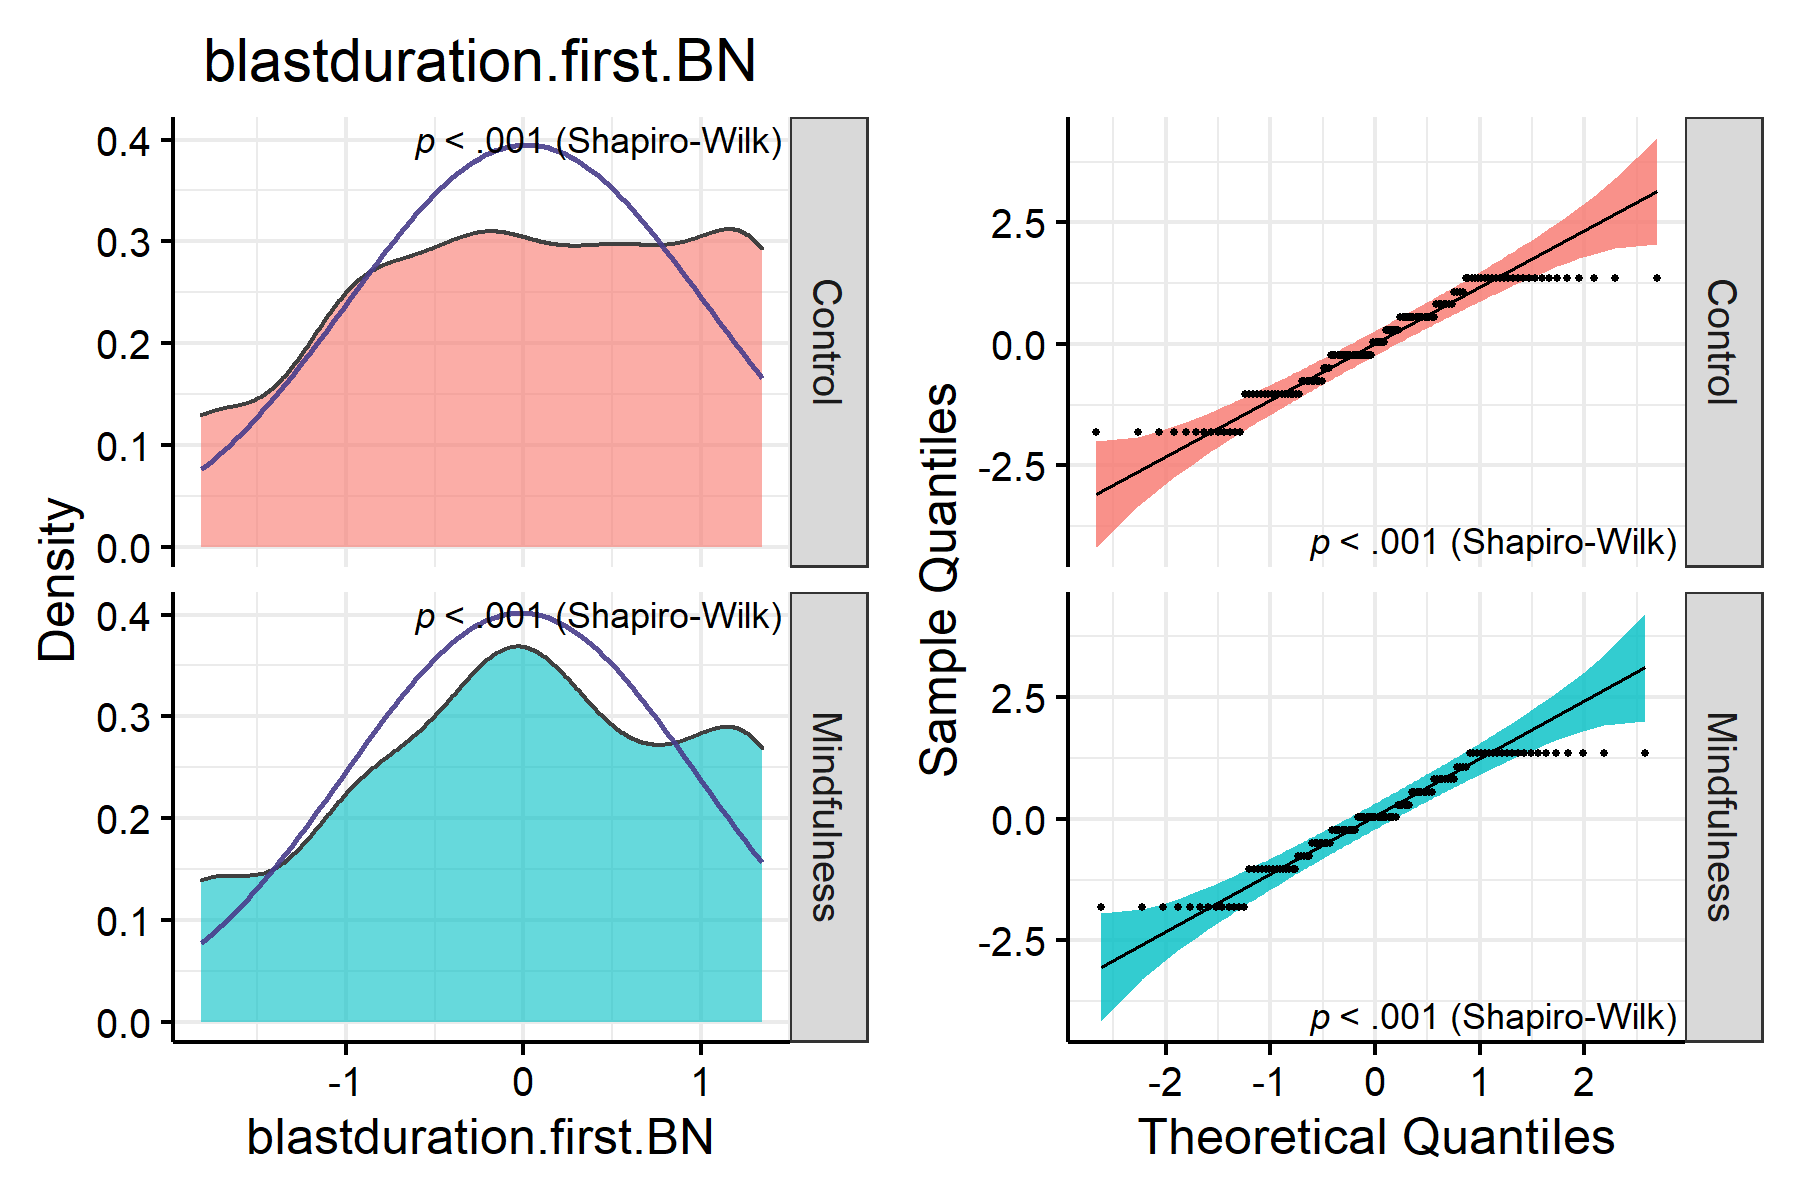 blastduration.first.BN
Density
0.4
0.3
0.2
0.1
0.0
p < .001 (Shapiro-Wilk)
Control
0.4
0.3
0.2
0.1
0.0
p < .001 (Shapiro-Wilk)
Mindfulness
-1
0
1
blastduration.first.BN
Sample Quantiles
2.5
0.0
-2.5
p < .001 (Shapiro-Wilk)
Control
2.5
0.0
-2.5
p < .001 (Shapiro-Wilk)
Mindfulness
-2
-1
0
1
2
Theoretical Quantiles